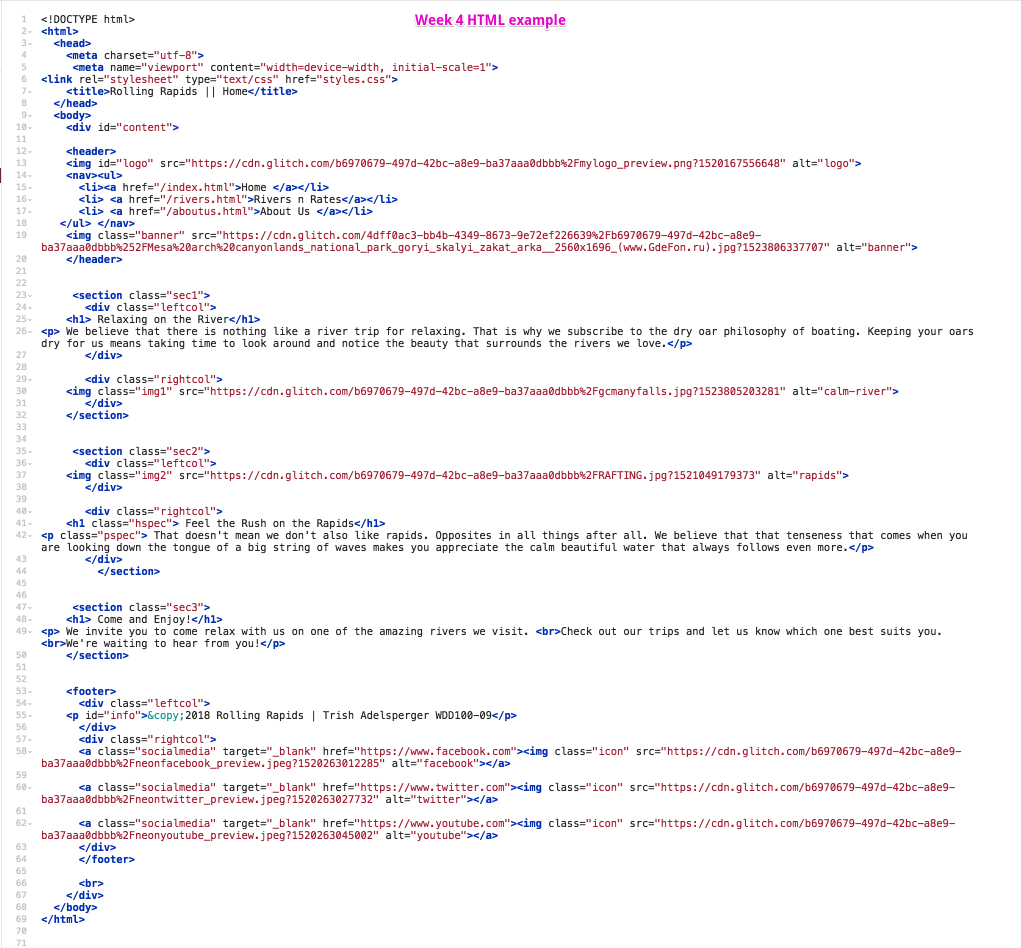 Week 4 HTML example
1 <!DOCTYPE html>
2 <html>
3 <head>
4 <meta charset="utf-8">
5 <meta name="viewport" content="width=device-width, initial-scale=1">
6 <link rel="stylesheet" type="text/css" href="styles.css">
7 <title>Rolling Rapids || Home</title>
8 </head>
9 <body>
10 <div id="content">
11
12 <header>
13 <img id="logo" src="https://cdn.glitch.com/b6970679-497d-42bc-a8e9-ba37aaa0dbbb%2Fmylogo_preview.png?1520167556648" alt="logo">
14 <nav><ul>
15 <li><a href="/index.html">Home </a></li>
16 <li> <a href="/rivers.html">Rivers n Rates</a></li>
17 <li> <a href="/aboutus.html">About Us </a></li>
18 </ul> </nav>
19 <img class="banner" src="https://cdn.glitch.com/4dff0ac3-bb4b-4349-8673-9e72ef226639%2Fb6970679-497d-42bc-a8e9-
ba37aaa0dbbb%252FMesa%20arch%20canyonlands_national_park_goryi_skalyi_zakat_arka__2560x1696_(www.GdeFon.ru).jpg?1523806337707" alt="banner">
20 </header>
21
22
23 <section class="sec1">
24 <div class="leftcol">
25 <h1> Relaxing on the River</h1>
26 <p> We believe that there is nothing like a river trip for relaxing. That is why we subscribe to the dry oar philosophy of boating. Keeping your oars
dry for us means taking time to look around and notice the beauty that surrounds the rivers we love.</p>
27 </div>
28
29 <div class="rightcol">
30 <img class="img1" src="https://cdn.glitch.com/b6970679-497d-42bc-a8e9-ba37aaa0dbbb%2Fgcmanyfalls.jpg?1523805203281" alt="calm-river">
31 </div>
32 </section>
33
34
35 <section class="sec2">
36 <div class="leftcol">
37 <img class="img2" src="https://cdn.glitch.com/b6970679-497d-42bc-a8e9-ba37aaa0dbbb%2FRAFTING.jpg?1521049179373" alt="rapids">
38 </div>
39
40 <div class="rightcol">
41 <h1 class="hspec"> Feel the Rush on the Rapids</h1>
42 <p class="pspec"> That doesn't mean we don't also like rapids. Opposites in all things after all. We believe that that tenseness that comes when you
are looking down the tongue of a big string of waves makes you appreciate the calm beautiful water that always follows even more.</p>
43 </div>
44 </section>
45
46
47 <section class="sec3">
48 <h1> Come and Enjoy!</h1>
49 <p> We invite you to come relax with us on one of the amazing rivers we visit. <br>Check out our trips and let us know which one best suits you.
<br>We're waiting to hear from you!</p>
50 </section>
51
52
53 <footer>
54 <div class="leftcol">
55 <p id="info">&copy;2018 Rolling Rapids | Trish Adelsperger WDD100-09</p>
56 </div>
57 <div class="rightcol">
58 <a class="socialmedia" target="_blank" href="https://www.facebook.com"><img class="icon" src="https://cdn.glitch.com/b6970679-497d-42bc-a8e9-
ba37aaa0dbbb%2Fneonfacebook_preview.jpeg?1520263012285" alt="facebook"></a>
59
60 <a class="socialmedia" target="_blank" href="https://www.twitter.com"><img class="icon" src="https://cdn.glitch.com/b6970679-497d-42bc-a8e9-
ba37aaa0dbbb%2Fneontwitter_preview.jpeg?1520263027732" alt="twitter"></a>
61
62 <a class="socialmedia" target="_blank" href="https://www.youtube.com"><img class="icon" src="https://cdn.glitch.com/b6970679-497d-42bc-a8e9-
ba37aaa0dbbb%2Fneonyoutube_preview.jpeg?1520263045002" alt="youtube"></a>
63 </div>
64 </footer>
65
66 <br>
67 </div>
68 </body>
69 </html>
70
71